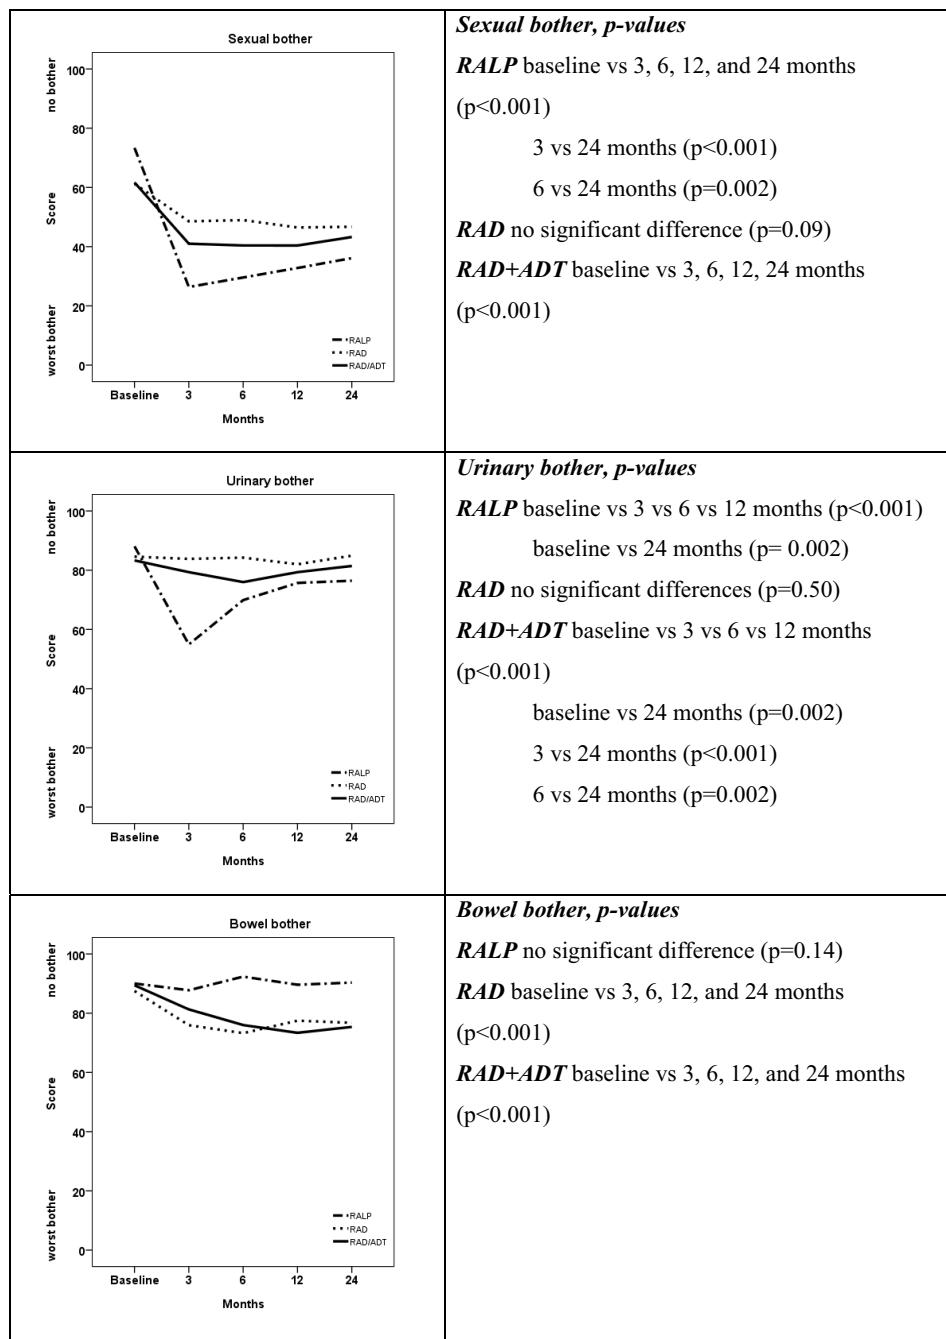 Sexual bother
no bother
Score
worst bother
100
80
60
40
20
0
RALP
RAD
RAD/ADT
Baseline 3 6 12 24
Months
Sexual bother, p-values
RALP baseline vs 3, 6, 12, and 24 months
(p<0.001)
3 vs 24 months (p<0.001)
6 vs 24 months (p=0.002)
RAD no significant difference (p=0.09)
RAD+ADT baseline vs 3, 6, 12, 24 months
(p<0.001)
Urinary bother
no bother
Score
worst bother
100
80
60
40
20
0
RALP
RAD
RAD/ADT
Baseline 3 6 12 24
Months
Urinary bother, p-values
RALP baseline vs 3 vs 6 vs 12 months (p<0.001)
baseline vs 24 months (p= 0.002)
RAD no significant differences (p=0.50)
RAD+ADT baseline vs 3 vs 6 vs 12 months
(p<0.001)
baseline vs 24 months (p=0.002)
3 vs 24 months (p<0.001)
6 vs 24 months (p=0.002)
Bowel bother
no bother
Score
worst bother
100
80
60
40
20
0
RALP
RAD
RAD/ADT
Baseline 3 6 12 24
Months
Bowel bother, p-values
RALP no significant difference (p=0.14)
RAD baseline vs 3, 6, 12, and 24 months
(p<0.001)
RAD+ADT baseline vs 3, 6, 12, and 24 months
(p<0.001)